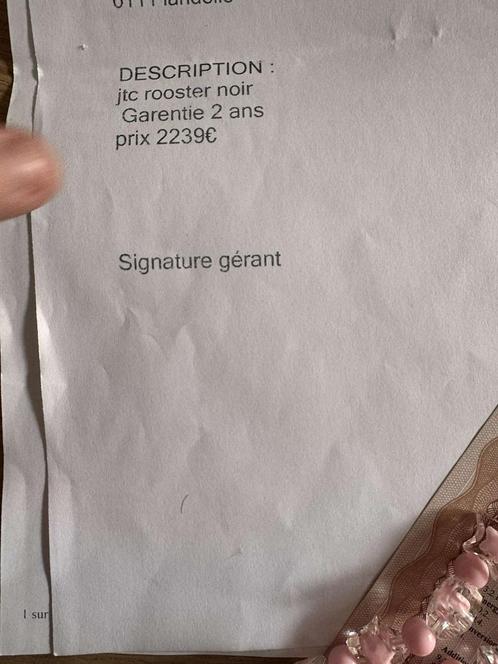 DESCRIPTION :
jtc rooster noir
Garentie 2 ans
prix 2239€
Signature gérant
1 sur